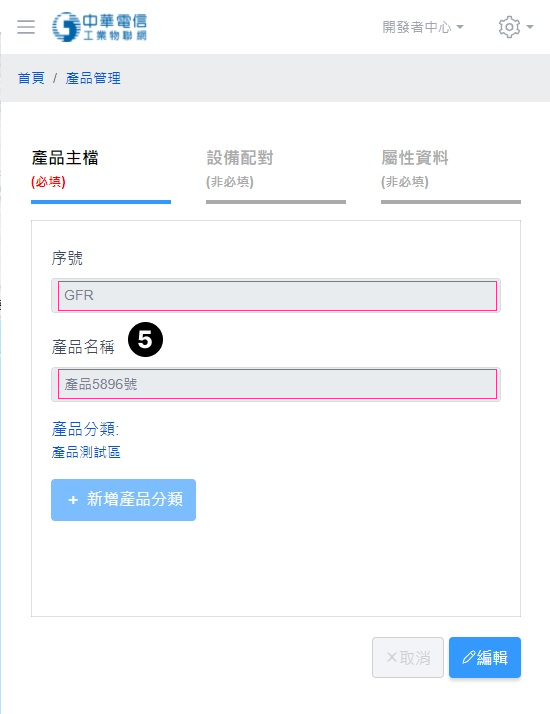 中華電信
工業物聯網
開發者中心
首頁 / 產品管理
產品主檔
(必填)
設備配對
(非必填)
屬性資料
(非必填)
序號
GFR
產品名稱
5
產品5896號
產品分類:
產品測試區
+ 新增產品分類
×取消
編輯